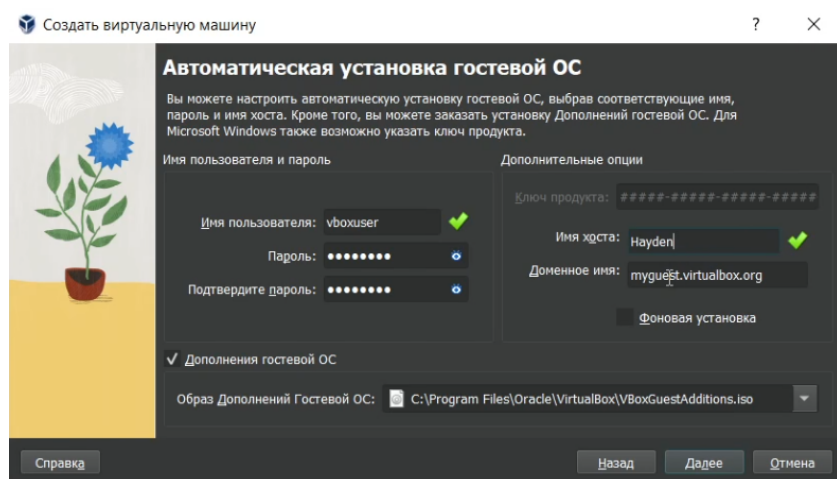 Создать виртуальную машину
Автоматическая установка гостевой ОС
Вы можете настроить автоматическую установку гостевой ОС, выбрав соответствующие имя,
пароль и имя хоста. Кроме того, вы можете заказать установку Дополнений гостевой ОС. Для
Microsoft Windows также возможно указать ключ продукта.
Имя пользователя и пароль
Имя пользователя: vboxuser
Пароль: ••••••••
Подтвердите пароль: ••••••••
Дополнительные опции
Ключ продукта: #####-#####-#####-#####
Имя хоста: Hayden
Доменное имя: myguest.virtualbox.org
Фоновая установка
Дополнения гостевой ОС
Образ Дополнений Гостевой ОС: C:\Program Files\Oracle\VirtualBox\VBoxGuestAdditions.iso
Справка Назад Далее Отмена